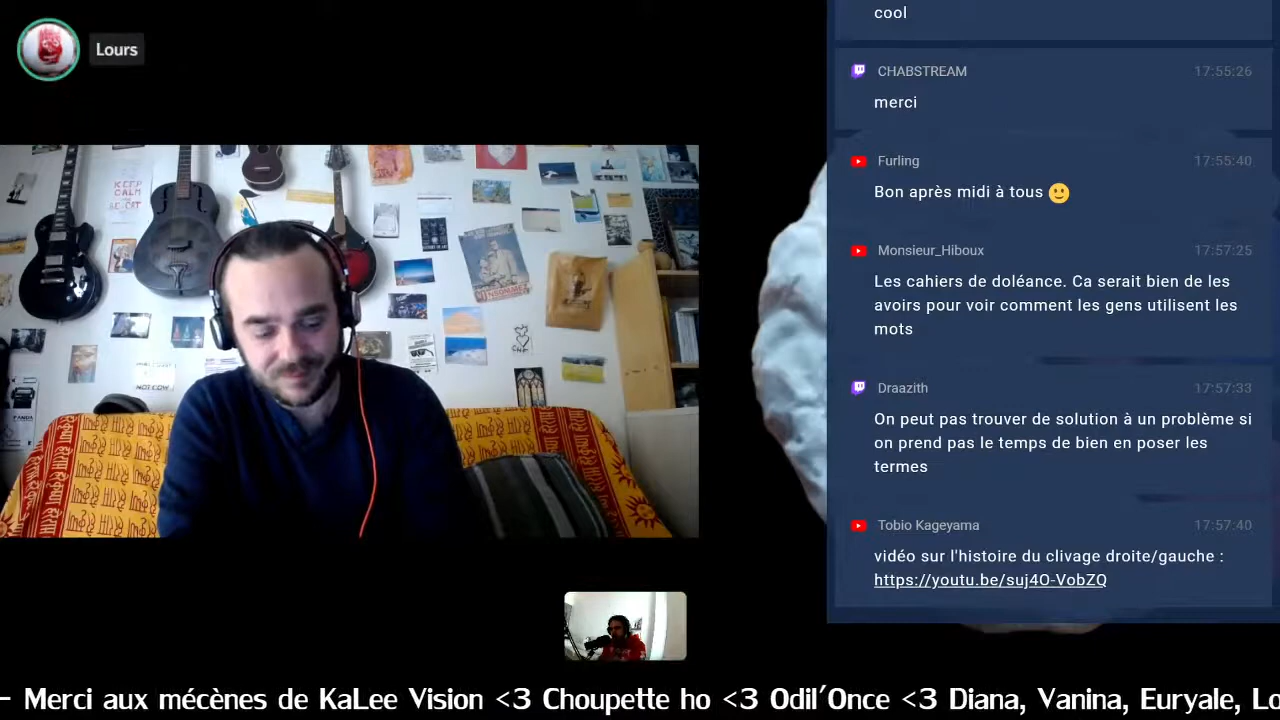 Lours
cool
CHABSTREAM 17:55:26
merci
Furling 17:55:40
Bon après midi à tous 🙂
Monsieur_Hiboux 17:57:25
Les cahiers de doléance. Ca serait bien de les
avoirs pour voir comment les gens utilisent les
mots
Draazith 17:57:33
On peut pas trouver de solution à un problème si
on prend pas le temps de bien en poser les
termes
Tobio Kageyama 17:57:40
vidéo sur l'histoire du clivage droite/gauche :
https://youtu.be/suj4O-VobZQ
KEEP
CALM
- Merci aux mécènes de KaLee Vision <3 Choupette ho <3 Odil'Once <3 Diana, Vanina, Euryale, Lo